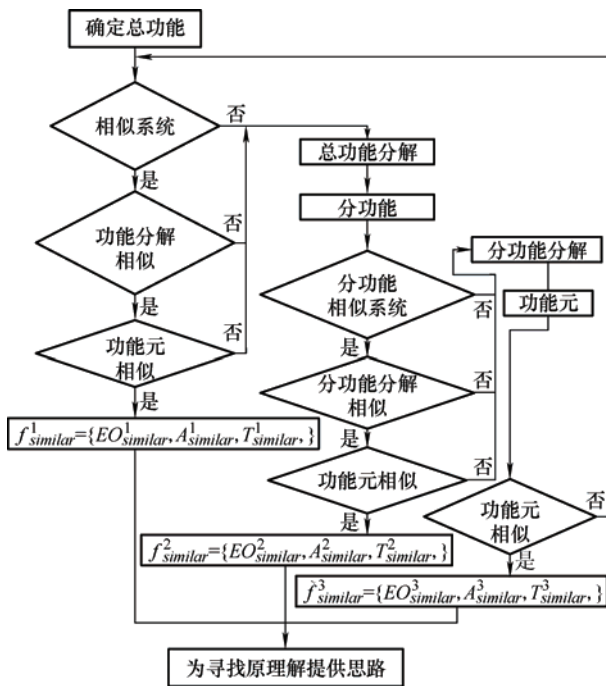 确定总功能
相似系统
否
是
功能分解
相似
否
是
功能元
相似
否
是
f¹similar={EO¹similar,A¹similar,T¹similar,}
总功能分解
分功能
分功能
相似系统
否
是
分功能分解
相似
否
是
功能元相似
否
是
f²similar={EO²similar,A²similar,T²similar,}
分功能分解
功能元
功能元
相似
否
是
f³similar={EO³similar,A³similar,T³similar,}
为寻找原理解提供思路